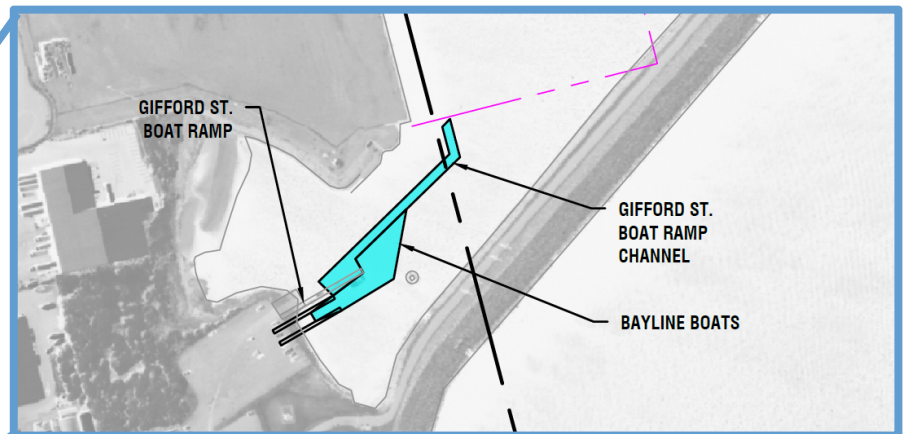 GIFFORD ST.
BOAT RAMP
GIFFORD ST.
BOAT RAMP
CHANNEL
BAYLINE BOATS